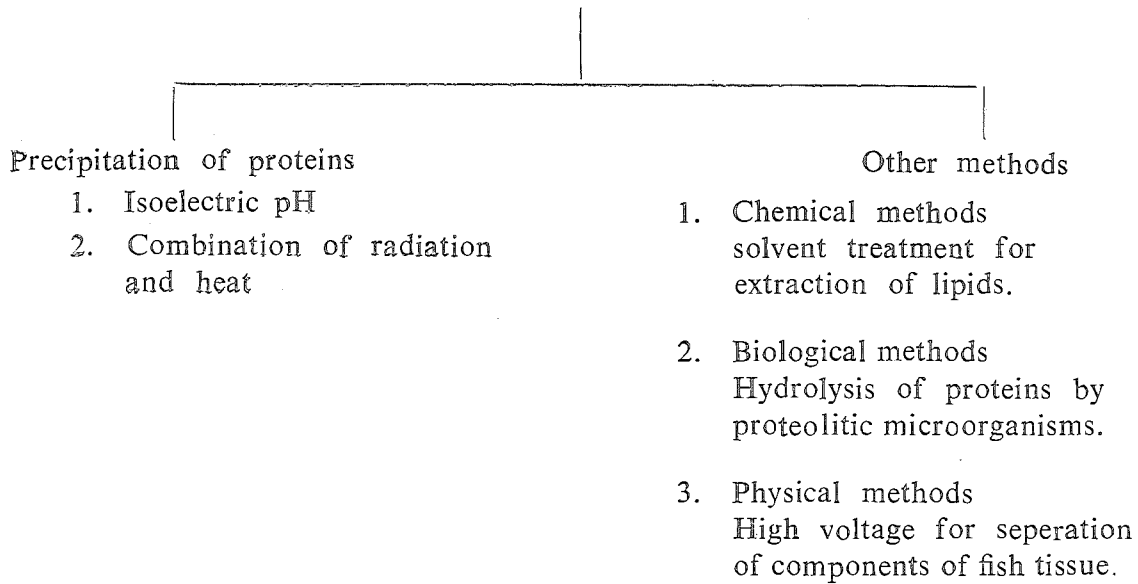 Precipitation of proteins
1. Isoelectric pH
2. Combination of radiation
and heat
Other methods
1. Chemical methods
solvent treatment for
extraction of lipids.
2. Biological methods
Hydrolysis of proteins by
proteolitic microorganisms.
3. Physical methods
High voltage for seperation
of components of fish tissue.